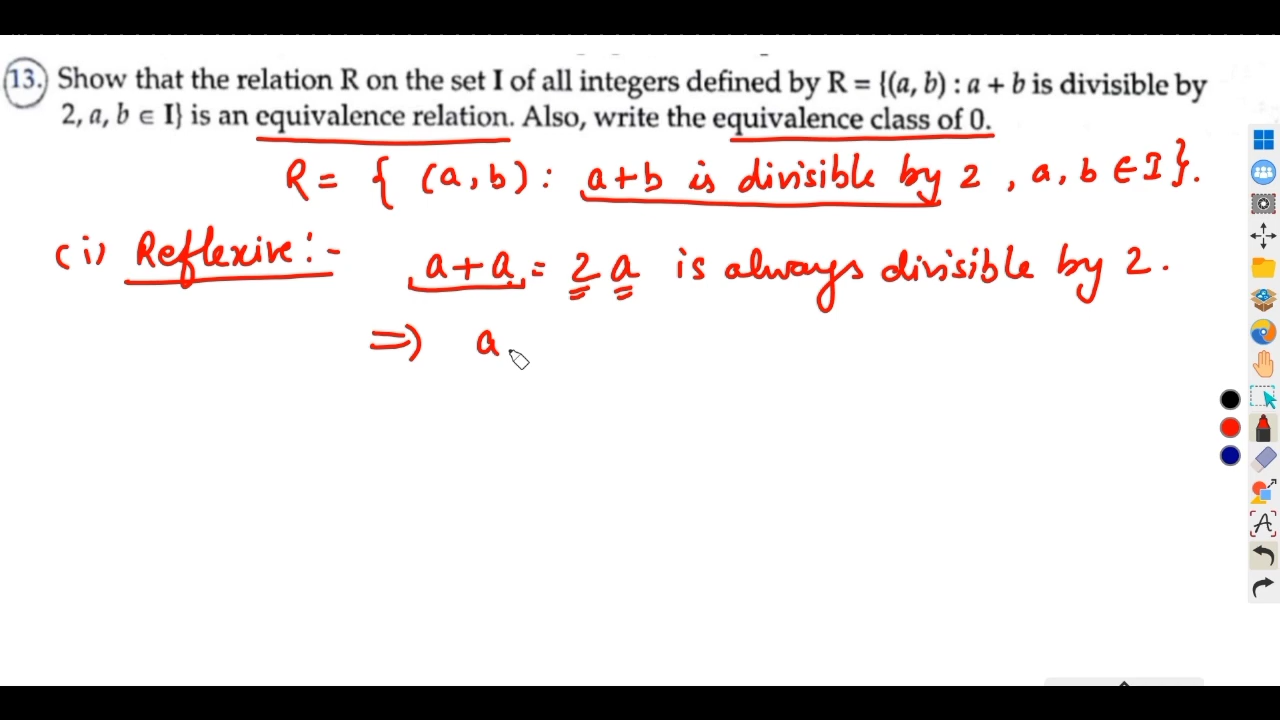 13. Show that the relation R on the set I of all integers defined by R = {(a, b) : a + b is divisible by
2, a, b ∈ I} is an equivalence relation. Also, write the equivalence class of 0.
R = { (a, b) : a+b is divisible by 2 , a, b ∈ I }.
(i) Reflexive :- a + a = 2 a is always divisible by 2.
⇒ a
A